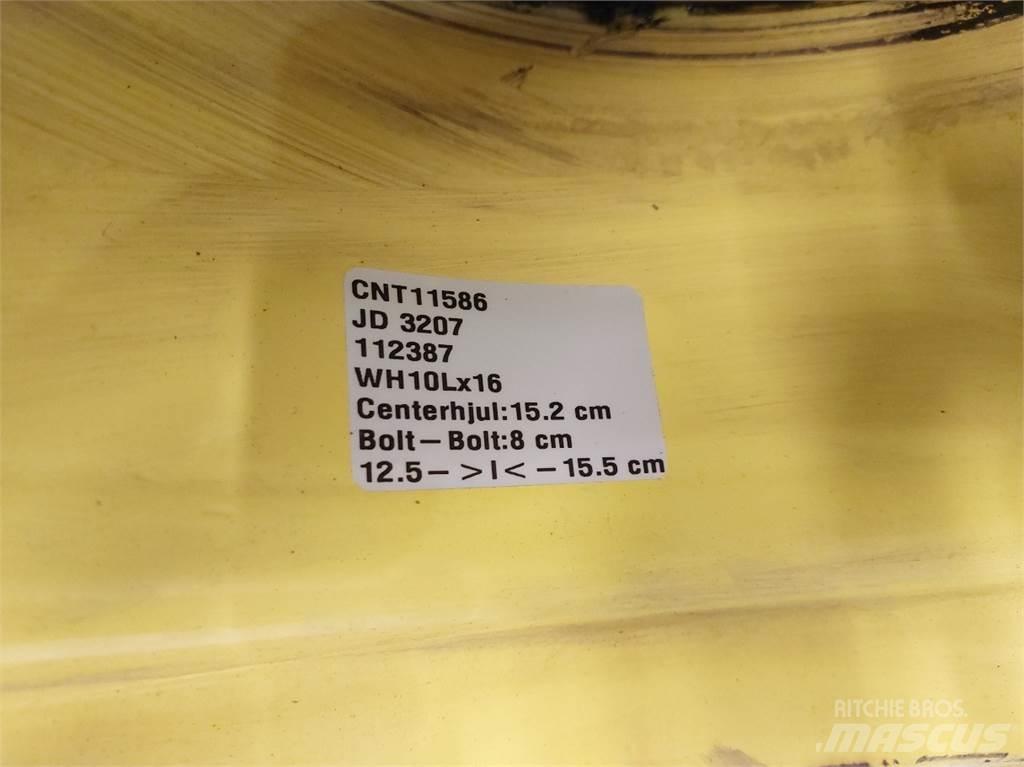 CNT11586
JD 3207
112387
WH10Lx16
Centerhjul:15.2 cm
Bolt–Bolt:8 cm
12.5– >I< –15.5 cm
RITCHIE BROS.
MASCUS